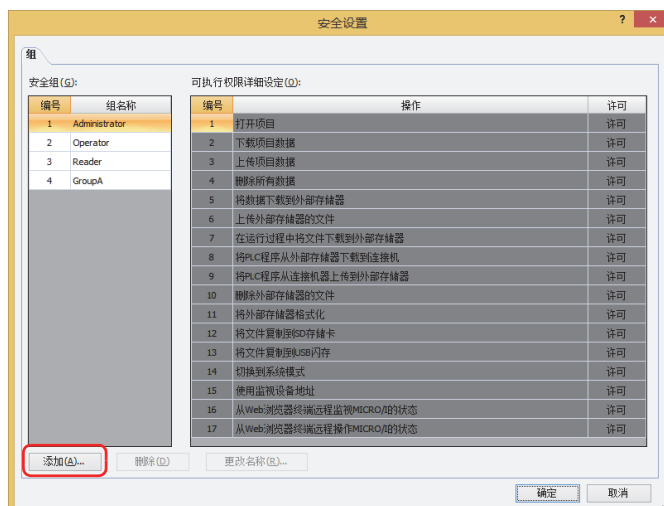 安全设置
? ×
组
安全组(G):
可执行权限详细设定(O):
编号 组名称
1 Administrator
2 Operator
3 Reader
4 GroupA
编号 操作 许可
1 打开项目 许可
2 下载项目数据 许可
3 上传项目数据 许可
4 删除所有数据 许可
5 将数据下载到外部存储器 许可
6 上传外部存储器的文件 许可
7 在运行过程中将文件下载到外部存储器 许可
8 将PLC程序从外部存储器下载到连接机 许可
9 将PLC程序从连接机器上传到外部存储器 许可
10 删除外部存储器的文件 许可
11 将外部存储器格式化 许可
12 将文件复制到SD存储卡 许可
13 将文件复制到USB闪存 许可
14 切换到系统模式 许可
15 使用监视设备地址 许可
16 从Web浏览器终端远程监视MICRO/I的状态 许可
17 从Web浏览器终端远程操作MICRO/I的状态 许可
添加(A)... 删除(D) 更改名称(R)...
确定 取消